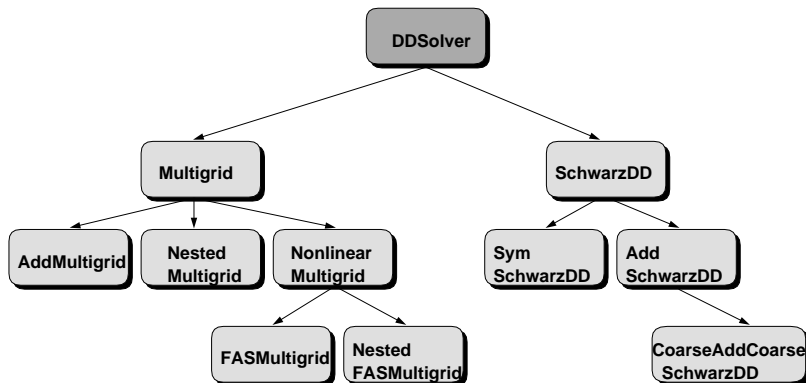 DDSolver
Multigrid
SchwarzDD
AddMultigrid
Nested
Multigrid
Nonlinear
Multigrid
Sym
SchwarzDD
Add
SchwarzDD
FASMultigrid
Nested
FASMultigrid
CoarseAddCoarse
SchwarzDD